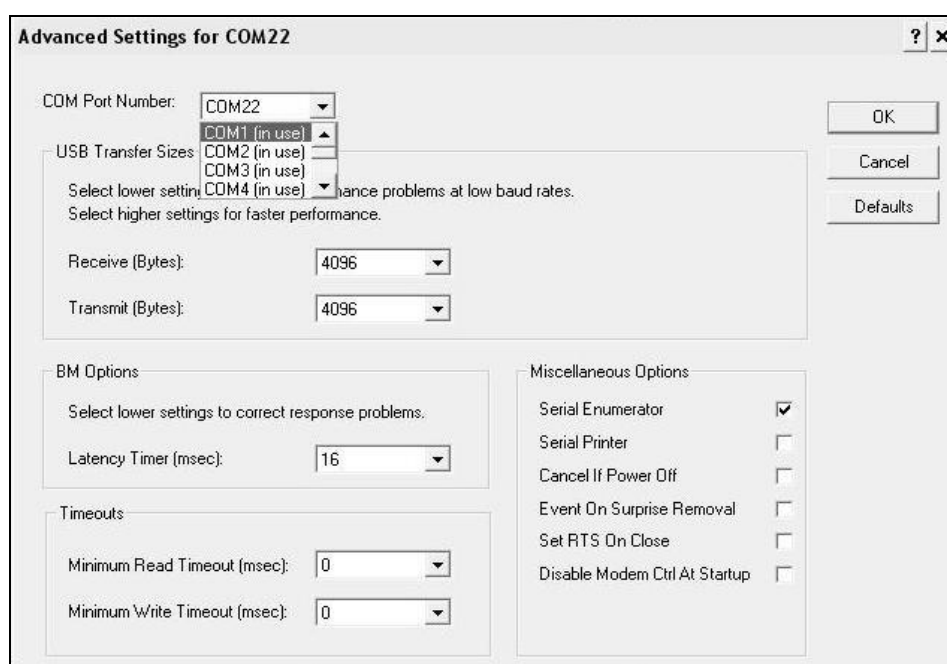 Advanced Settings for COM22
? ×
COM Port Number: COM22
COM1 (in use)
COM2 (in use)
COM3 (in use)
COM4 (in use)
OK
Cancel
Defaults
USB Transfer Sizes
Select lower settin mance problems at low baud rates.
Select higher settings for faster performance.
Receive (Bytes): 4096
Transmit (Bytes): 4096
BM Options
Select lower settings to correct response problems.
Latency Timer (msec): 16
Timeouts
Minimum Read Timeout (msec): 0
Minimum Write Timeout (msec): 0
Miscellaneous Options
Serial Enumerator
Serial Printer
Cancel If Power Off
Event On Surprise Removal
Set RTS On Close
Disable Modem Ctrl At Startup